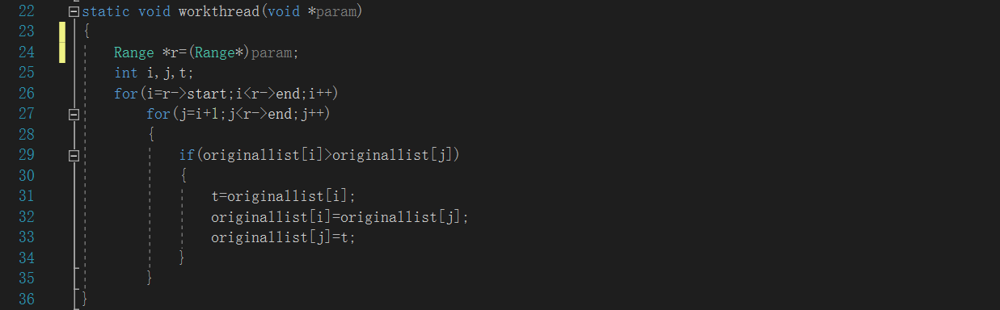 22 static void workthread(void *param)
23 {
24     Range *r=(Range*)param;
25     int i,j,t;
26     for(i=r->start;i<r->end;i++)
27         for(j=i+1;j<r->end;j++)
28         {
29             if(originallist[i]>originallist[j])
30             {
31                 t=originallist[i];
32                 originallist[i]=originallist[j];
33                 originallist[j]=t;
34             }
35         }
36 }